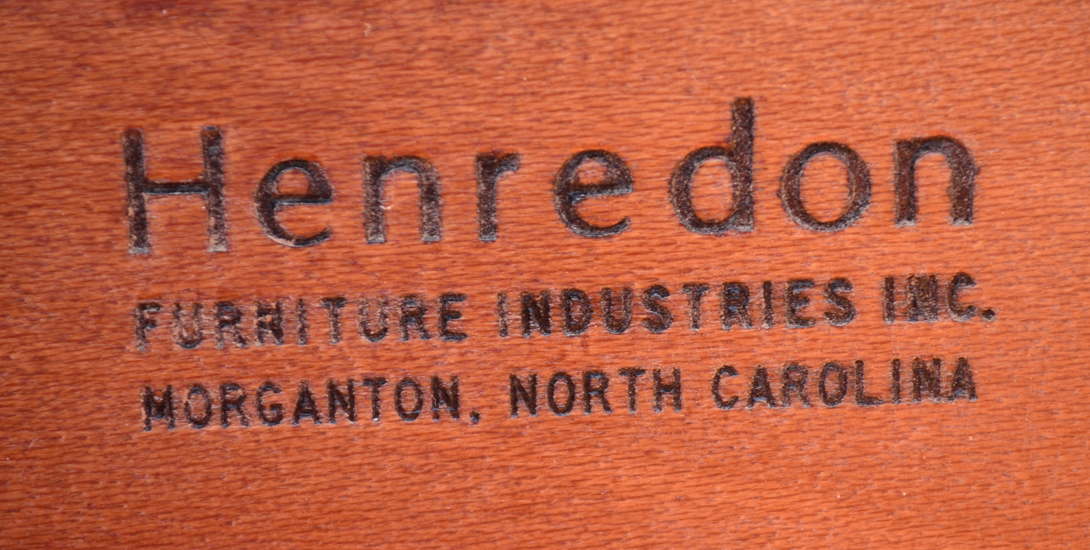 Henredon
FURNITURE INDUSTRIES INC.
MORGANTON, NORTH CAROLINA